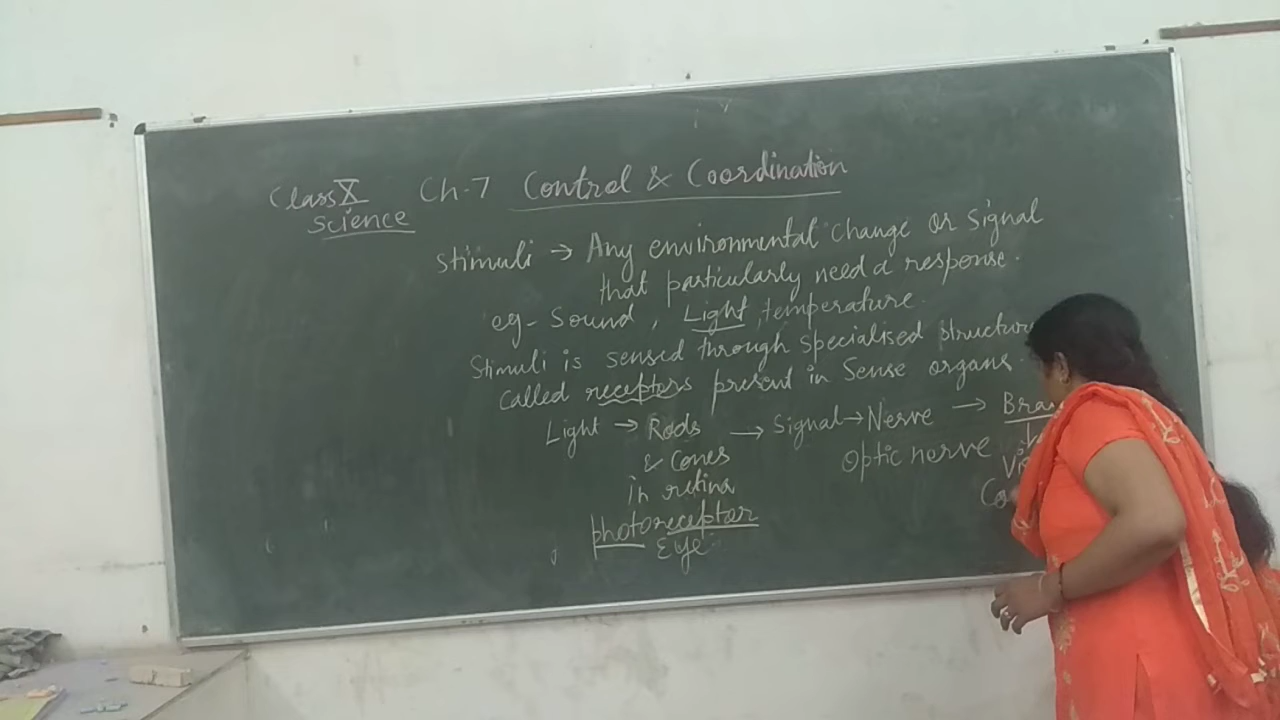 Class X Ch-7 Control & Coordination
Science
Stimuli → Any environmental change or signal
that particularly need a response.
eg - Sound, Light, temperature.
Stimuli is sensed through specialised
called receptors present in Sense organs.
Light → Rods → Signal → Nerve →
& Cones Optic nerve
in retina
photoreceptor
Eye.